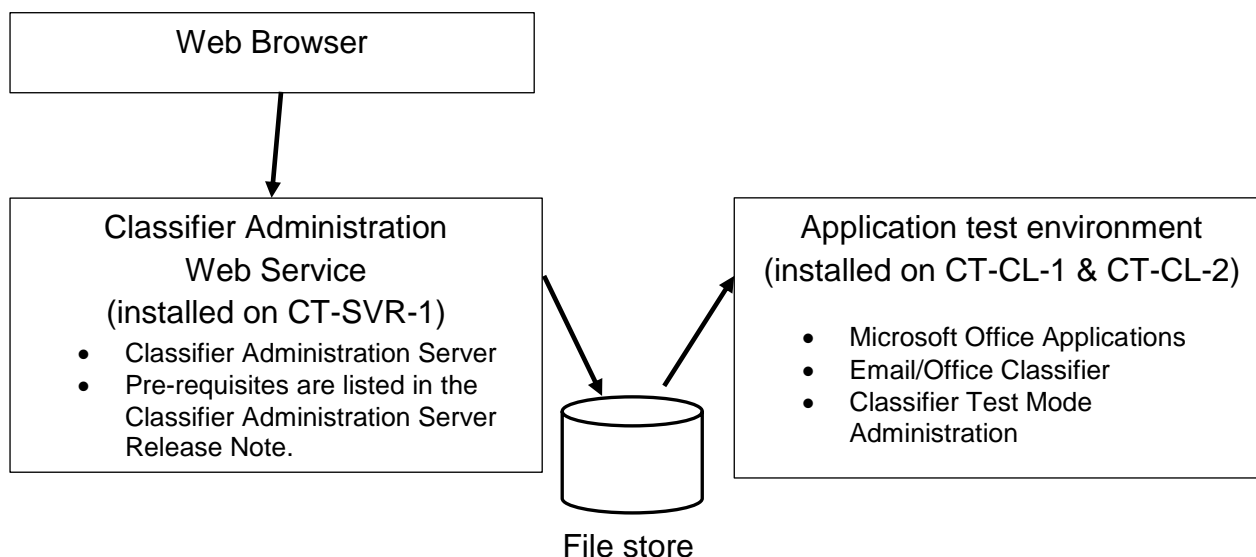 Web Browser
Classifier Administration
Web Service
(installed on CT-SVR-1)
• Classifier Administration Server
• Pre-requisites are listed in the
Classifier Administration Server
Release Note.
Application test environment
(installed on CT-CL-1 & CT-CL-2)
• Microsoft Office Applications
• Email/Office Classifier
• Classifier Test Mode
Administration
File store